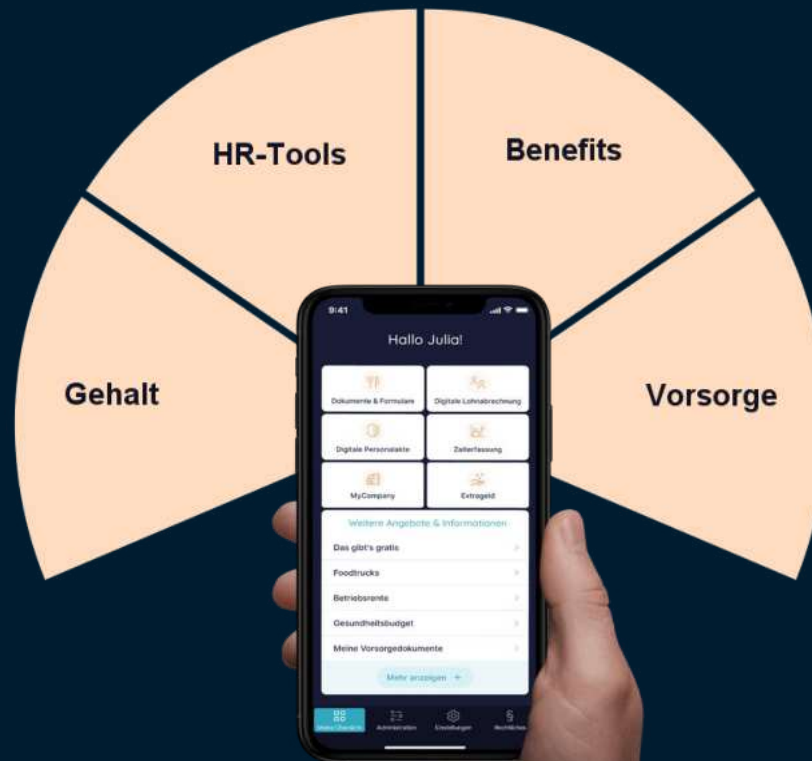 HR-Tools
Benefits
Gehalt
Vorsorge
9:41
Hallo Julia!
Dokumente & Formulare
Digitale Lohnabrechnung
Digitale Personalakte
Zeiterfassung
MyCompany
Extrageld
Weitere Angebote & Informationen
Das gibt's gratis
Foodtrucks
Betriebsrente
Gesundheitsbudget
Meine Vorsorgedokumente
Mehr anzeigen +
Administration
Einstellungen
§
Rechtliches